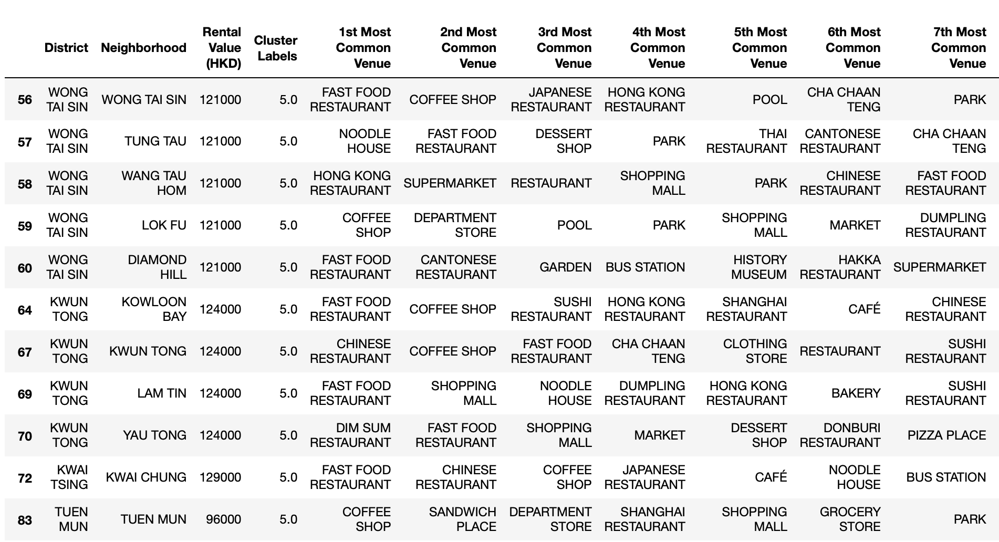 District Neighborhood Rental Value (HKD) Cluster Labels 1st Most Common Venue 2nd Most Common Venue 3rd Most Common Venue 4th Most Common Venue 5th Most Common Venue 6th Most Common Venue 7th Most Common Venue
56 WONG TAI SIN WONG TAI SIN 121000 5.0 FAST FOOD RESTAURANT COFFEE SHOP JAPANESE RESTAURANT HONG KONG RESTAURANT POOL CHA CHAAN TENG PARK
57 WONG TAI SIN TUNG TAU 121000 5.0 NOODLE HOUSE FAST FOOD RESTAURANT DESSERT SHOP PARK THAI RESTAURANT CANTONESE RESTAURANT CHA CHAAN TENG
58 WONG TAI SIN WANG TAU HOM 121000 5.0 HONG KONG RESTAURANT SUPERMARKET RESTAURANT SHOPPING MALL PARK CHINESE RESTAURANT FAST FOOD RESTAURANT
59 WONG TAI SIN LOK FU 121000 5.0 COFFEE SHOP DEPARTMENT STORE POOL PARK SHOPPING MALL MARKET DUMPLING RESTAURANT
60 WONG TAI SIN DIAMOND HILL 121000 5.0 FAST FOOD RESTAURANT CANTONESE RESTAURANT GARDEN BUS STATION HISTORY MUSEUM HAKKA RESTAURANT SUPERMARKET
64 KWUN TONG KOWLOON BAY 124000 5.0 FAST FOOD RESTAURANT COFFEE SHOP SUSHI RESTAURANT HONG KONG RESTAURANT SHANGHAI RESTAURANT CAFÉ CHINESE RESTAURANT
67 KWUN TONG KWUN TONG 124000 5.0 CHINESE RESTAURANT COFFEE SHOP FAST FOOD RESTAURANT CHA CHAAN TENG CLOTHING STORE RESTAURANT SUSHI RESTAURANT
69 KWUN TONG LAM TIN 124000 5.0 FAST FOOD RESTAURANT SHOPPING MALL NOODLE HOUSE DUMPLING RESTAURANT HONG KONG RESTAURANT BAKERY SUSHI RESTAURANT
70 KWUN TONG YAU TONG 124000 5.0 DIM SUM RESTAURANT FAST FOOD RESTAURANT SHOPPING MALL MARKET DESSERT SHOP DONBURI RESTAURANT PIZZA PLACE
72 KWAI TSING KWAI CHUNG 129000 5.0 FAST FOOD RESTAURANT CHINESE RESTAURANT COFFEE SHOP JAPANESE RESTAURANT CAFÉ NOODLE HOUSE BUS STATION
83 TUEN MUN TUEN MUN 96000 5.0 COFFEE SHOP SANDWICH PLACE DEPARTMENT STORE SHANGHAI RESTAURANT SHOPPING MALL GROCERY STORE PARK